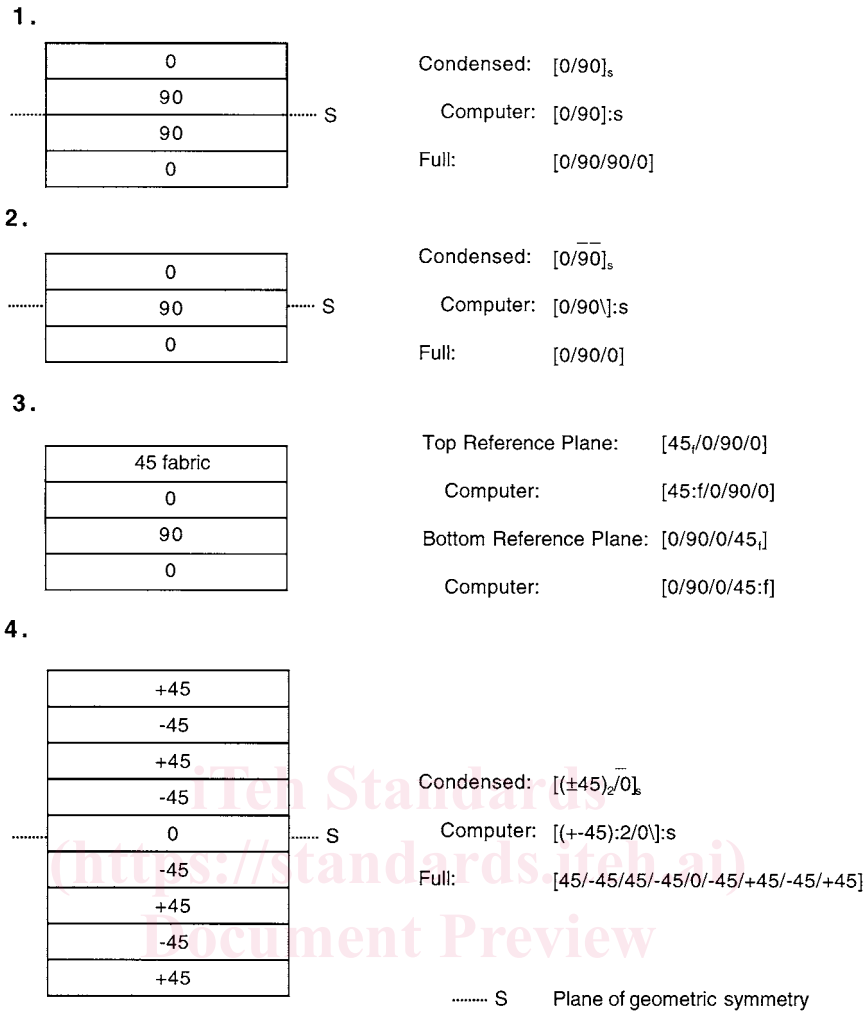 1.
0
90
90
0
S
Condensed: [0/90]ₛ
Computer: [0/90]:s
Full: [0/90/90/0]
2.
0
90
0
S
Condensed: [0/9̅0̅]ₛ
Computer: [0/90\]:s
Full: [0/90/0]
3.
45 fabric
0
90
0
Top Reference Plane: [45f/0/90/0]
Computer: [45:f/0/90/0]
Bottom Reference Plane: [0/90/0/45f]
Computer: [0/90/0/45:f]
4.
+45
-45
+45
-45
0
-45
+45
-45
+45
S
Condensed: [(±45)₂/0̅]ₛ
Computer: [(+-45):2/0\]:s
Full: [45/-45/45/-45/0/-45/+45/-45/+45]
S Plane of geometric symmetry
iTeh Standards
(https://standards.iteh.ai)
Document Preview